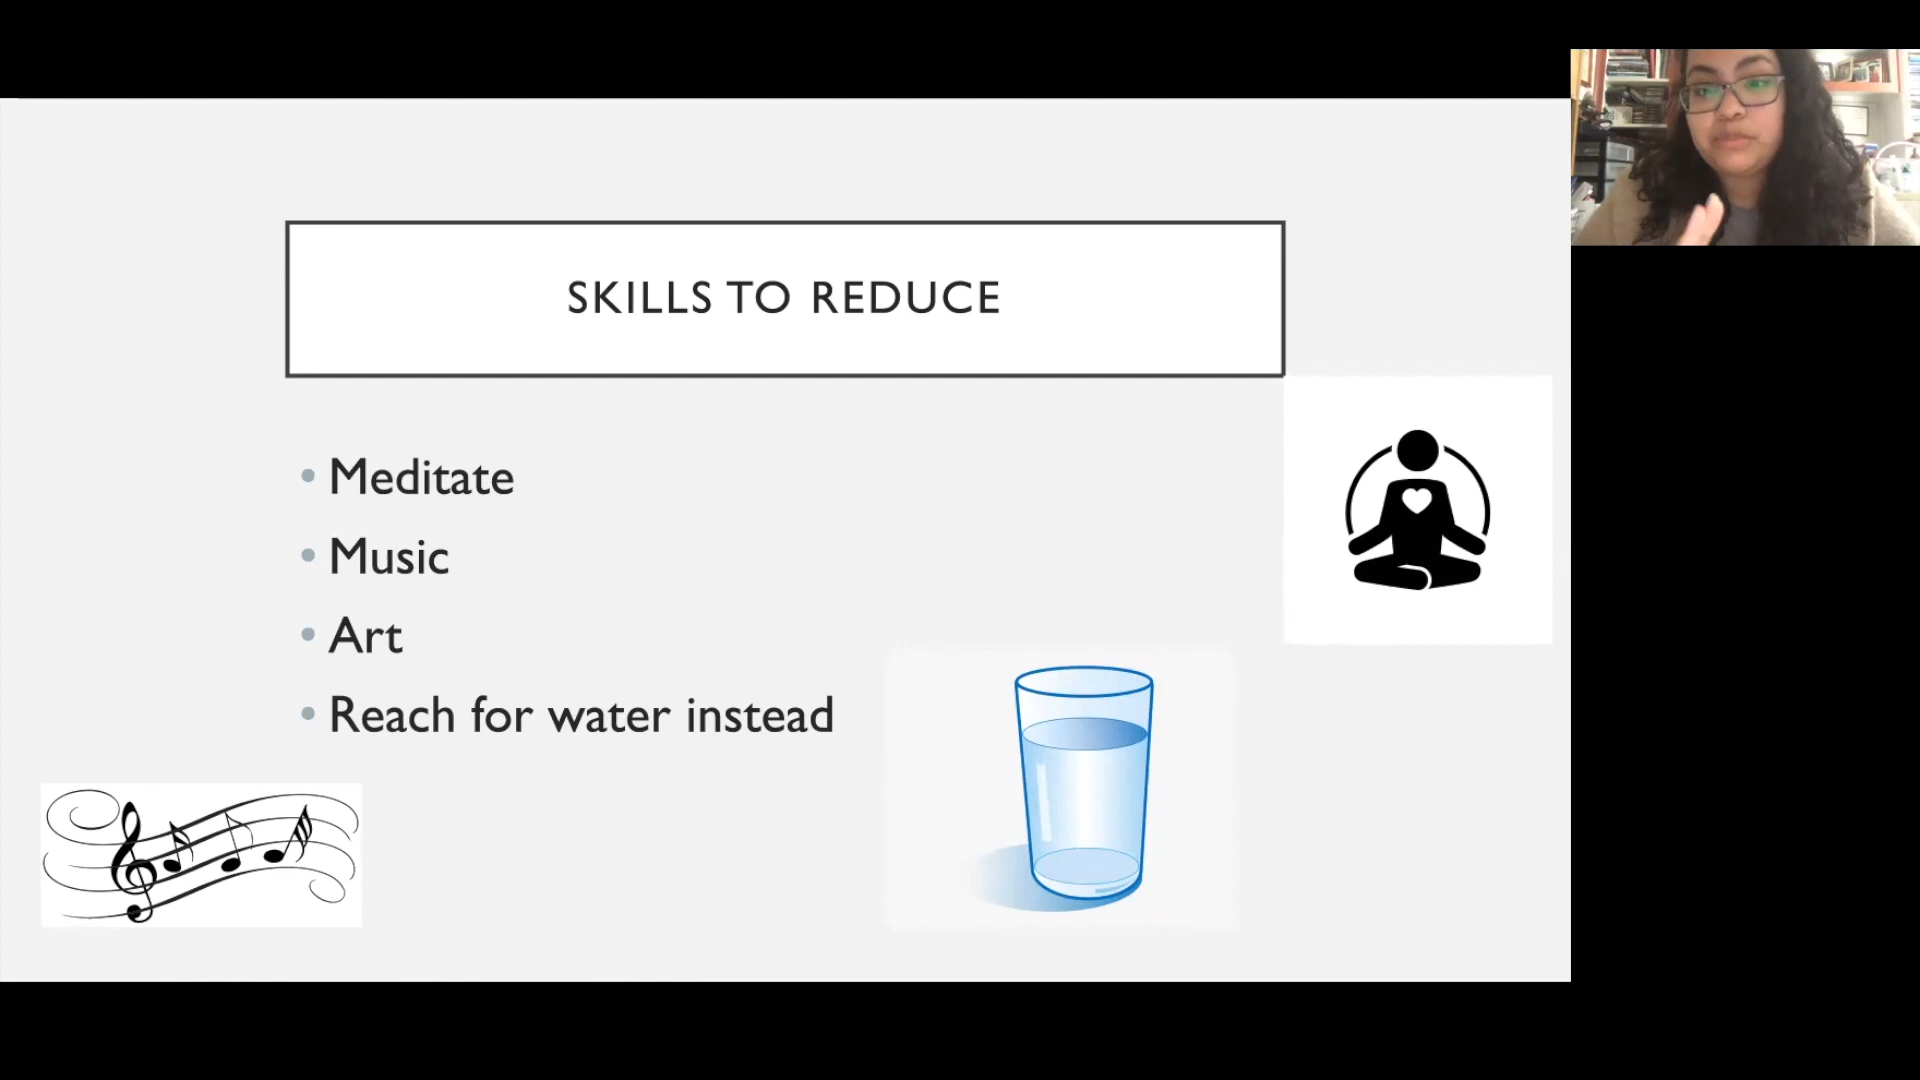 SKILLS TO REDUCE
• Meditate
• Music
• Art
• Reach for water instead